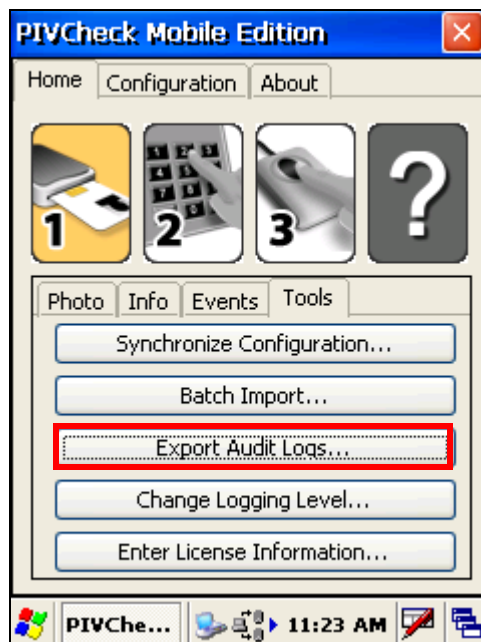 PIVCheck Mobile Edition
Home Configuration About
1 2 3 ?
Photo Info Events Tools
Synchronize Configuration...
Batch Import...
Export Audit Logs...
Change Logging Level...
Enter License Information...
PIVChe... 11:23 AM